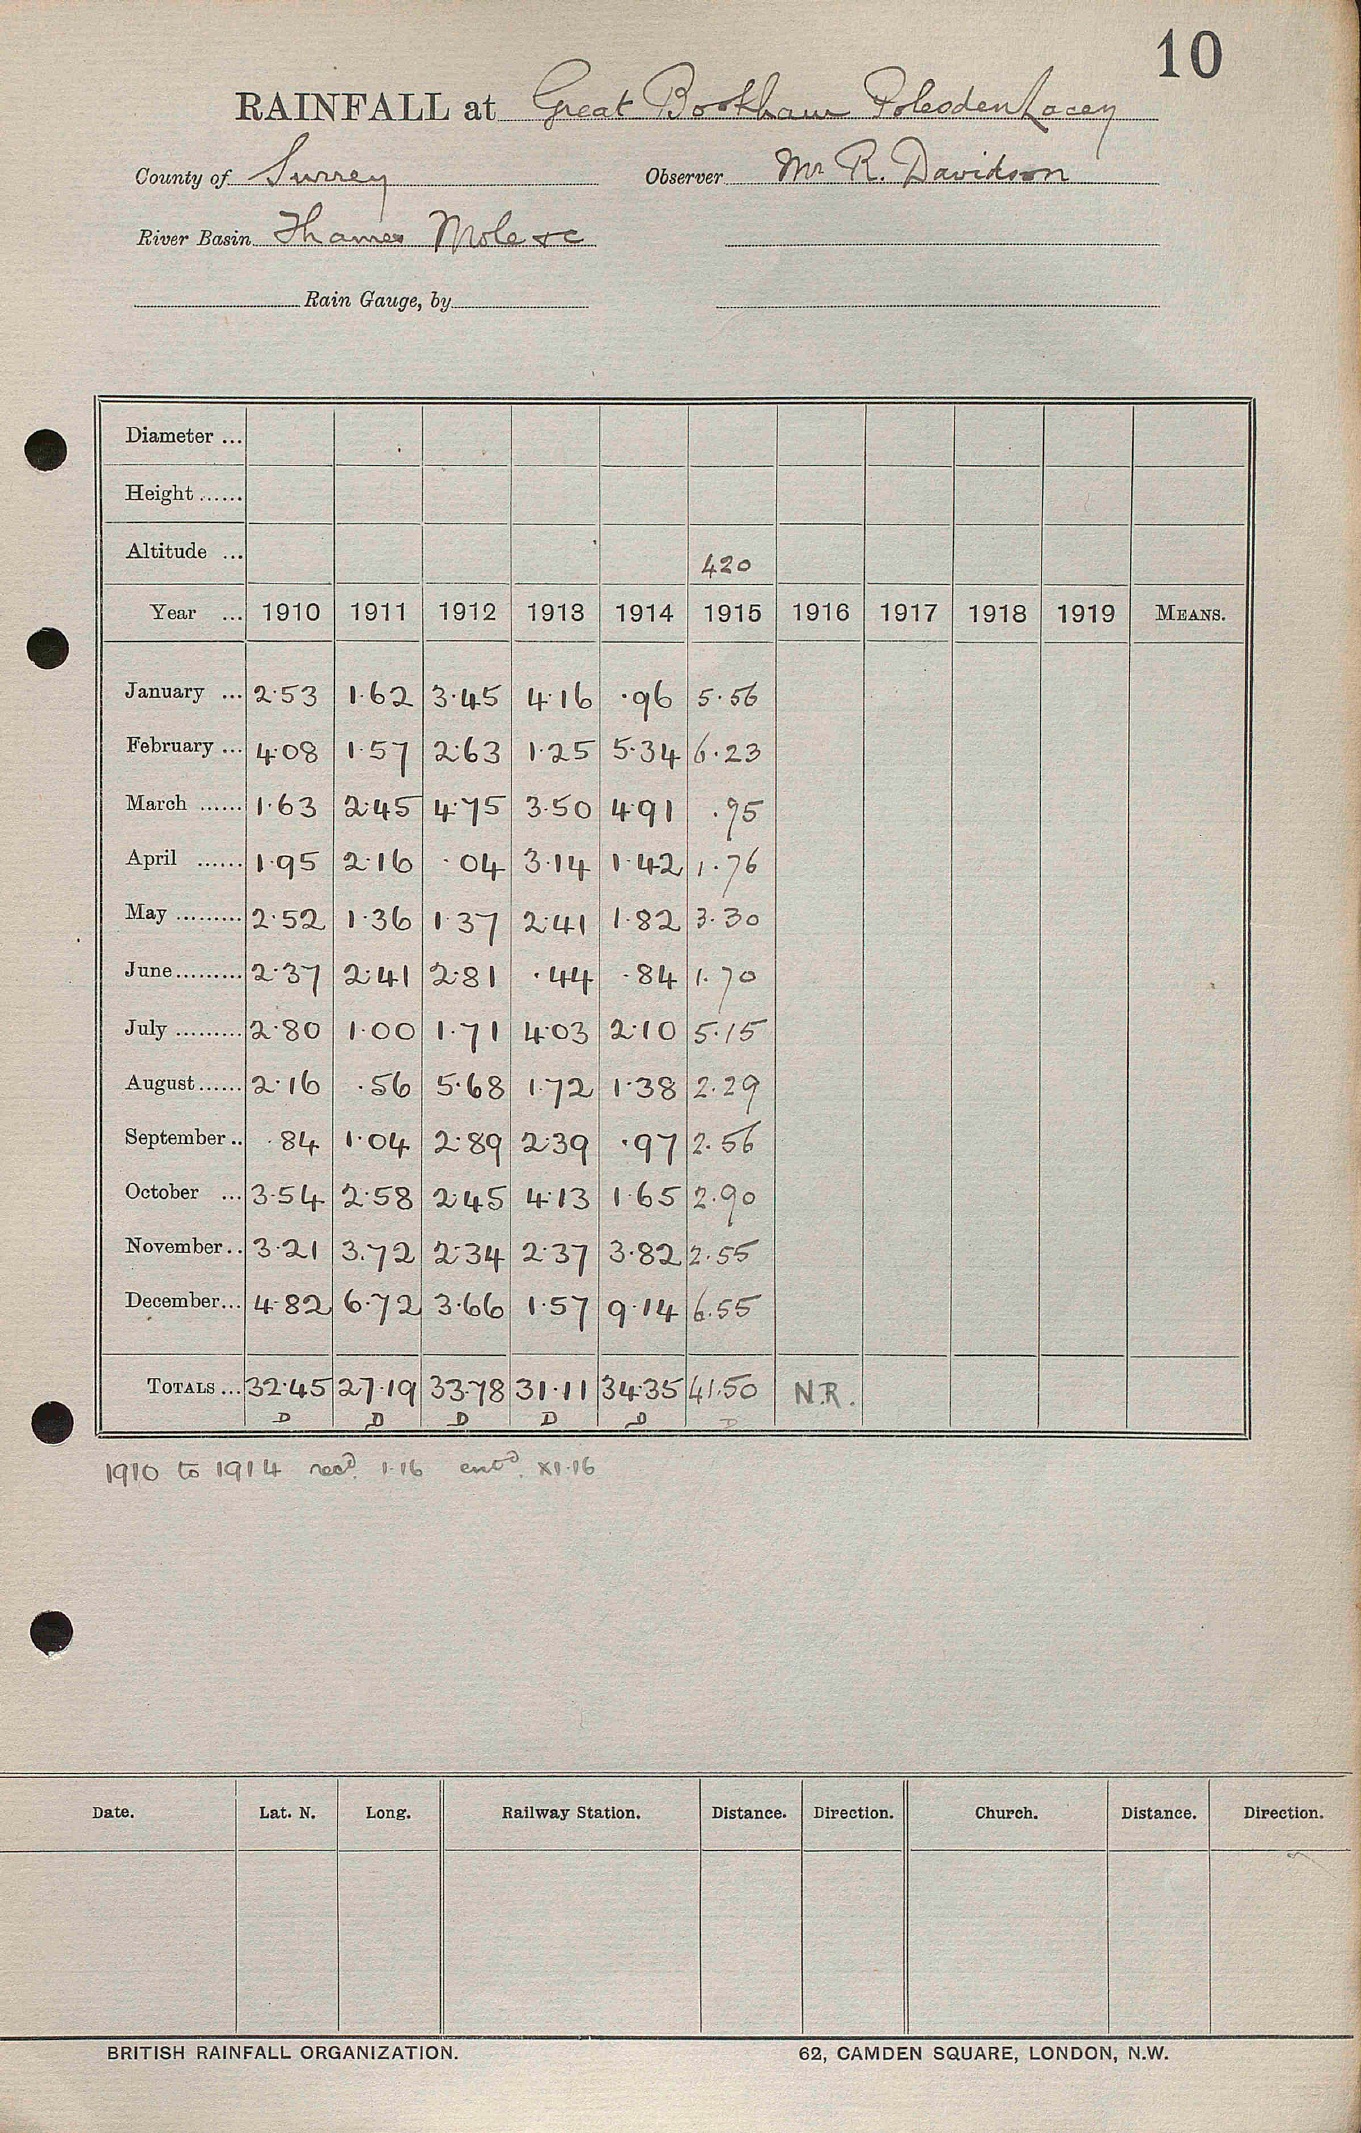 10
RAINFALL at Great Bookham Polesden Lacey
County of Surrey Observer Mr R. Davidson
River Basin Thames Mole &c
Rain Gauge, by
Diameter ...
Height ......
Altitude ... 420
Year ... 1910 1911 1912 1913 1914 1915 1916 1917 1918 1919 MEANS.
January ... 2.53 1.62 3.45 4.16 .96 5.56
February ... 4.08 1.57 2.63 1.25 5.34 6.23
March ...... 1.63 2.45 4.75 3.50 4.91 .95
April ...... 1.95 2.16 .04 3.14 1.42 1.76
May ......... 2.52 1.36 1.37 2.41 1.82 3.30
June ......... 2.37 2.41 2.81 .44 .84 1.70
July ......... 2.80 1.00 1.71 4.03 2.10 5.15
August ...... 2.16 .56 5.68 1.72 1.38 2.29
September .. .84 1.04 2.89 2.39 .97 2.56
October ... 3.54 2.58 2.45 4.13 1.65 2.90
November .. 3.21 3.72 2.34 2.37 3.82 2.55
December ... 4.82 6.72 3.66 1.57 9.14 6.55
TOTALS ... 32.45 27.19 33.78 31.11 34.35 41.50 N.R.
D D D D D D
1910 to 1914 recd. 1.16 entd. XI.16
Date. Lat. N. Long. Railway Station. Distance. Direction. Church. Distance. Direction.
BRITISH RAINFALL ORGANIZATION. 62, CAMDEN SQUARE, LONDON, N.W.